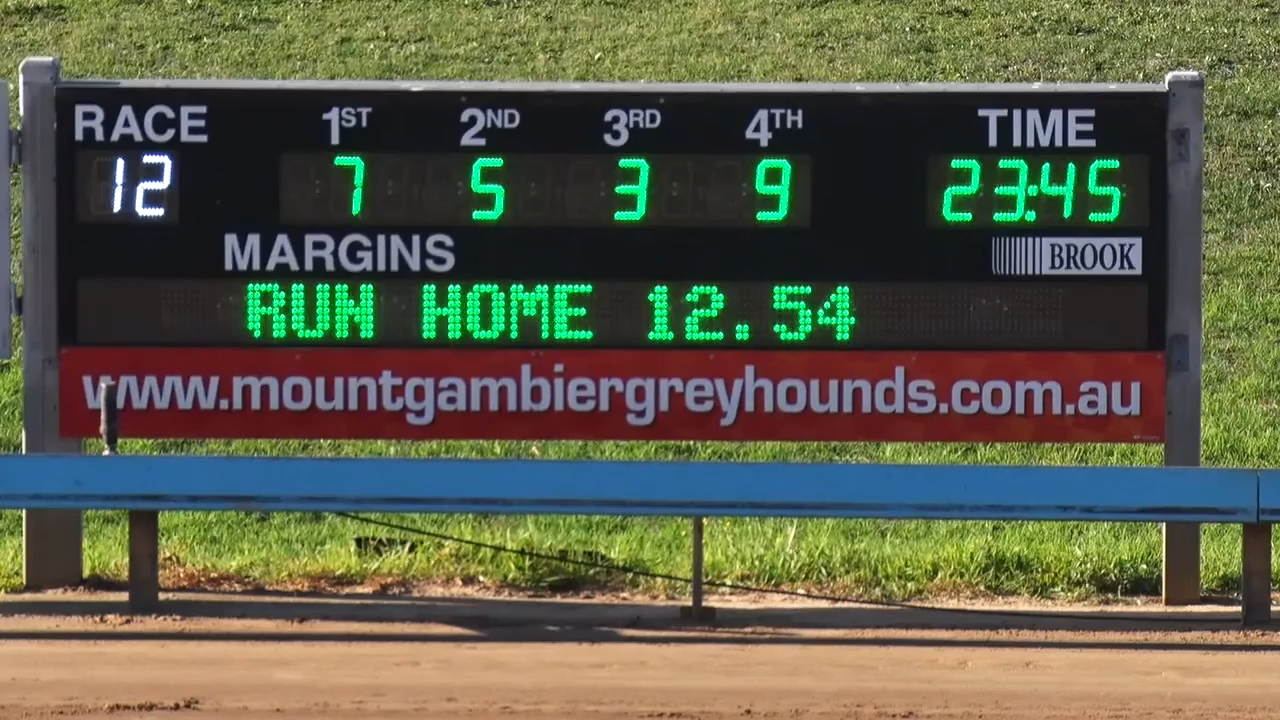 RACE 1ST 2ND 3RD 4TH TIME
12 7 5 3 9 23:45
MARGINS BROOK
RUN HOME 12.54
www.mountgambiergreyhounds.com.au